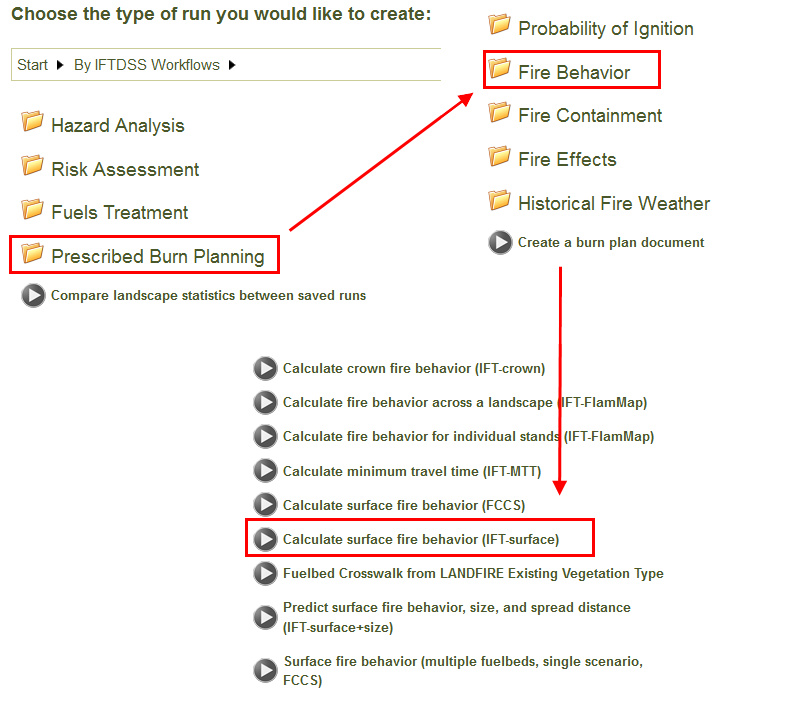 Choose the type of run you would like to create:
Start ▶ By IFTDSS Workflows ▶
Hazard Analysis
Risk Assessment
Fuels Treatment
Prescribed Burn Planning
Compare landscape statistics between saved runs
Probability of Ignition
Fire Behavior
Fire Containment
Fire Effects
Historical Fire Weather
Create a burn plan document
Calculate crown fire behavior (IFT-crown)
Calculate fire behavior across a landscape (IFT-FlamMap)
Calculate fire behavior for individual stands (IFT-FlamMap)
Calculate minimum travel time (IFT-MTT)
Calculate surface fire behavior (FCCS)
Calculate surface fire behavior (IFT-surface)
Fuelbed Crosswalk from LANDFIRE Existing Vegetation Type
Predict surface fire behavior, size, and spread distance
(IFT-surface+size)
Surface fire behavior (multiple fuelbeds, single scenario,
FCCS)